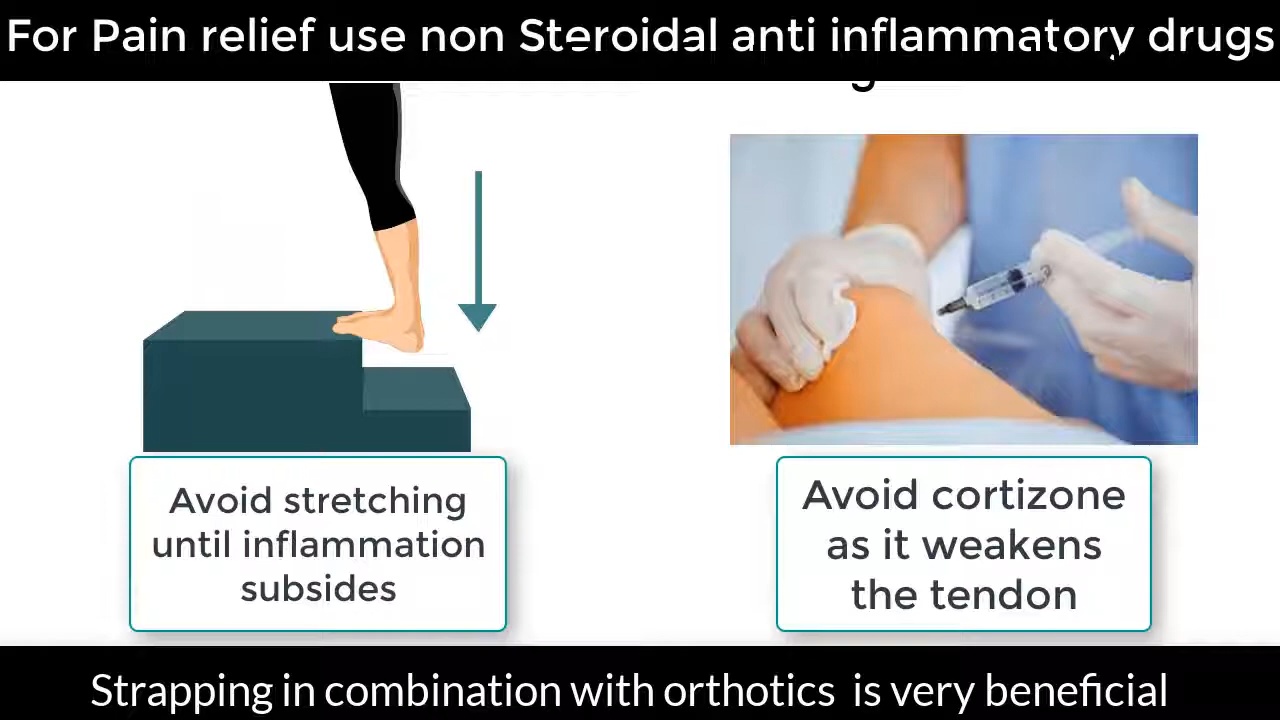 For Pain relief use non Steroidal anti inflammatory drugs
Avoid stretching
until inflammation
subsides
Avoid cortizone
as it weakens
the tendon
Strapping in combination with orthotics is very beneficial